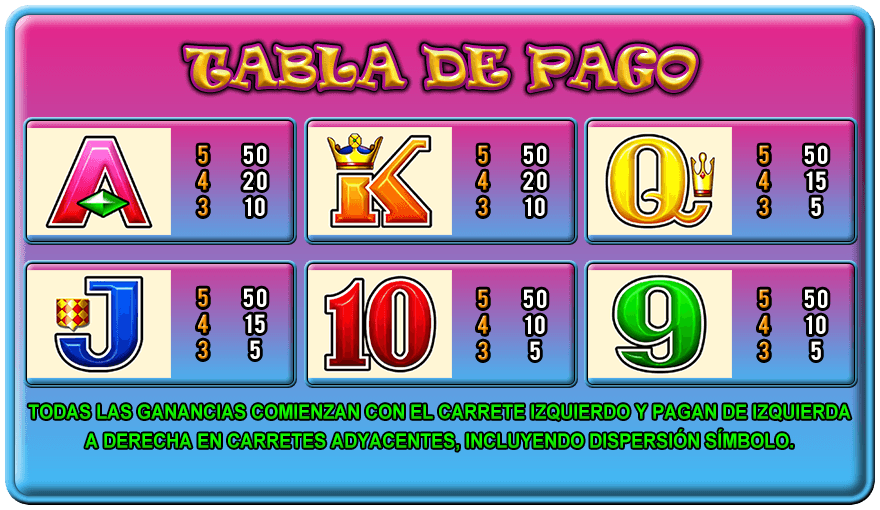 TABLA DE PAGO
A 5 50 K 5 50 Q 5 50
4 20 4 20 4 15
3 10 3 10 3 5
J 5 50 10 5 50 9 5 50
4 15 4 10 4 10
3 5 3 5 3 5
TODAS LAS GANANCIAS COMIENZAN CON EL CARRETE IZQUIERDO Y PAGAN DE IZQUIERDA
A DERECHA EN CARRETES ADYACENTES, INCLUYENDO DISPERSIÓN SÍMBOLO.